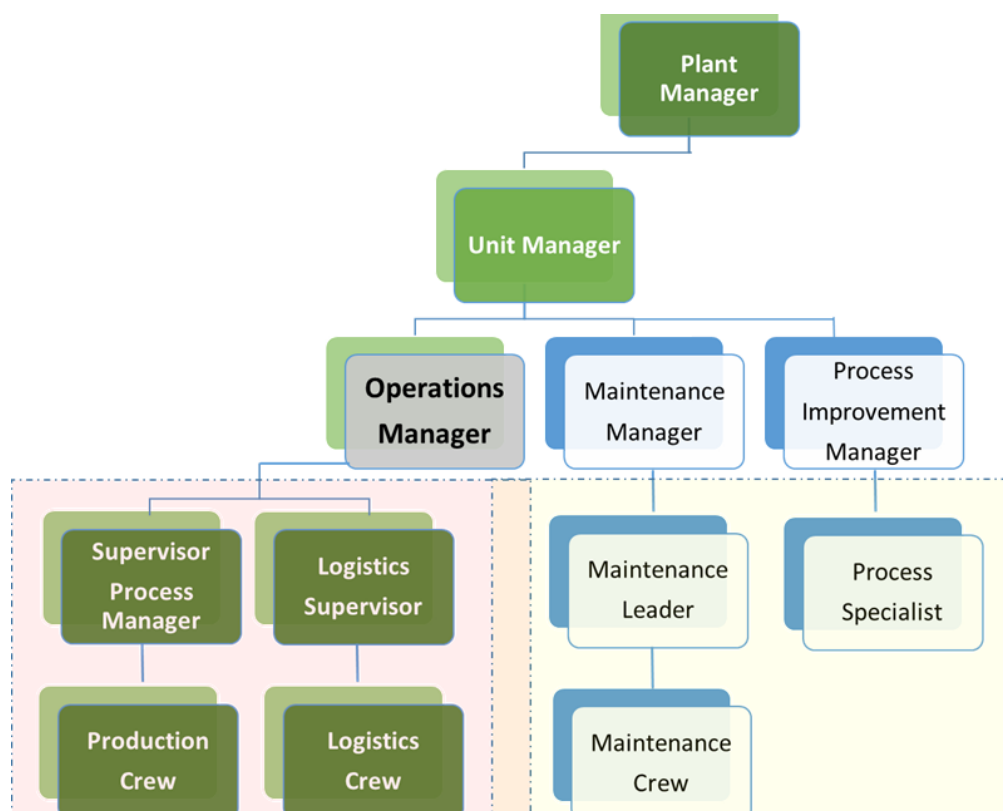 Plant
Manager
Unit Manager
Operations
Manager
Maintenance
Manager
Process
Improvement
Manager
Supervisor
Process
Manager
Logistics
Supervisor
Maintenance
Leader
Process
Specialist
Production
Crew
Logistics
Crew
Maintenance
Crew